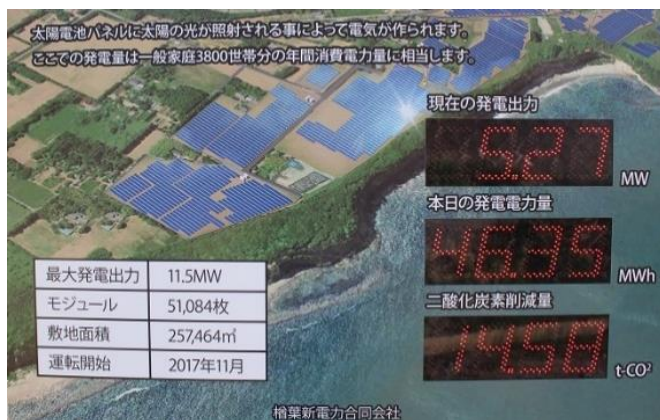 太陽電池パネルに太陽の光が照射される事によって電気が作られます。
ここでの発電量は一般家庭3800世帯分の年間消費電力量に相当します。
現在の発電出力
5.27 MW
本日の発電電力量
46.35 MWh
二酸化炭素削減量
14.58 t-CO²
最大発電出力 11.5MW
モジュール 51,084枚
敷地面積 257,464㎡
運転開始 2017年11月
楢葉新電力合同会社